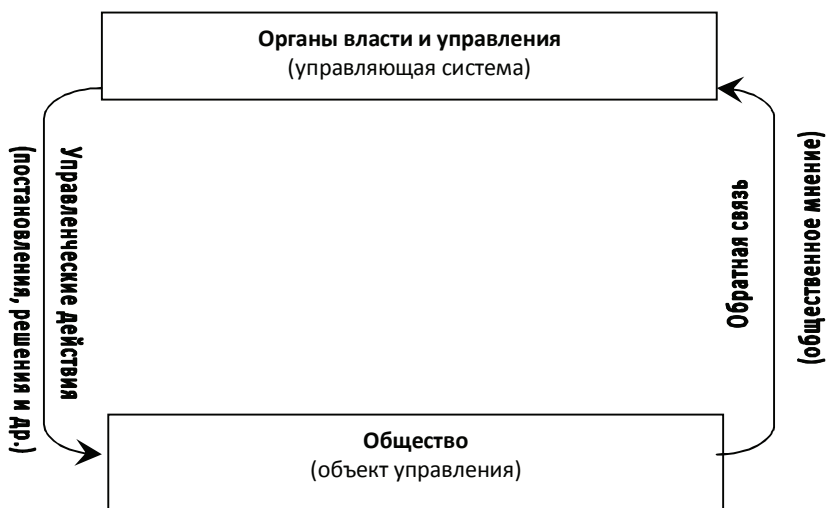 Органы власти и управления
(управляющая система)
Управленческие действия
(постановления, решения и др.)
Обратная связь
(общественное мнение)
Общество
(объект управления)